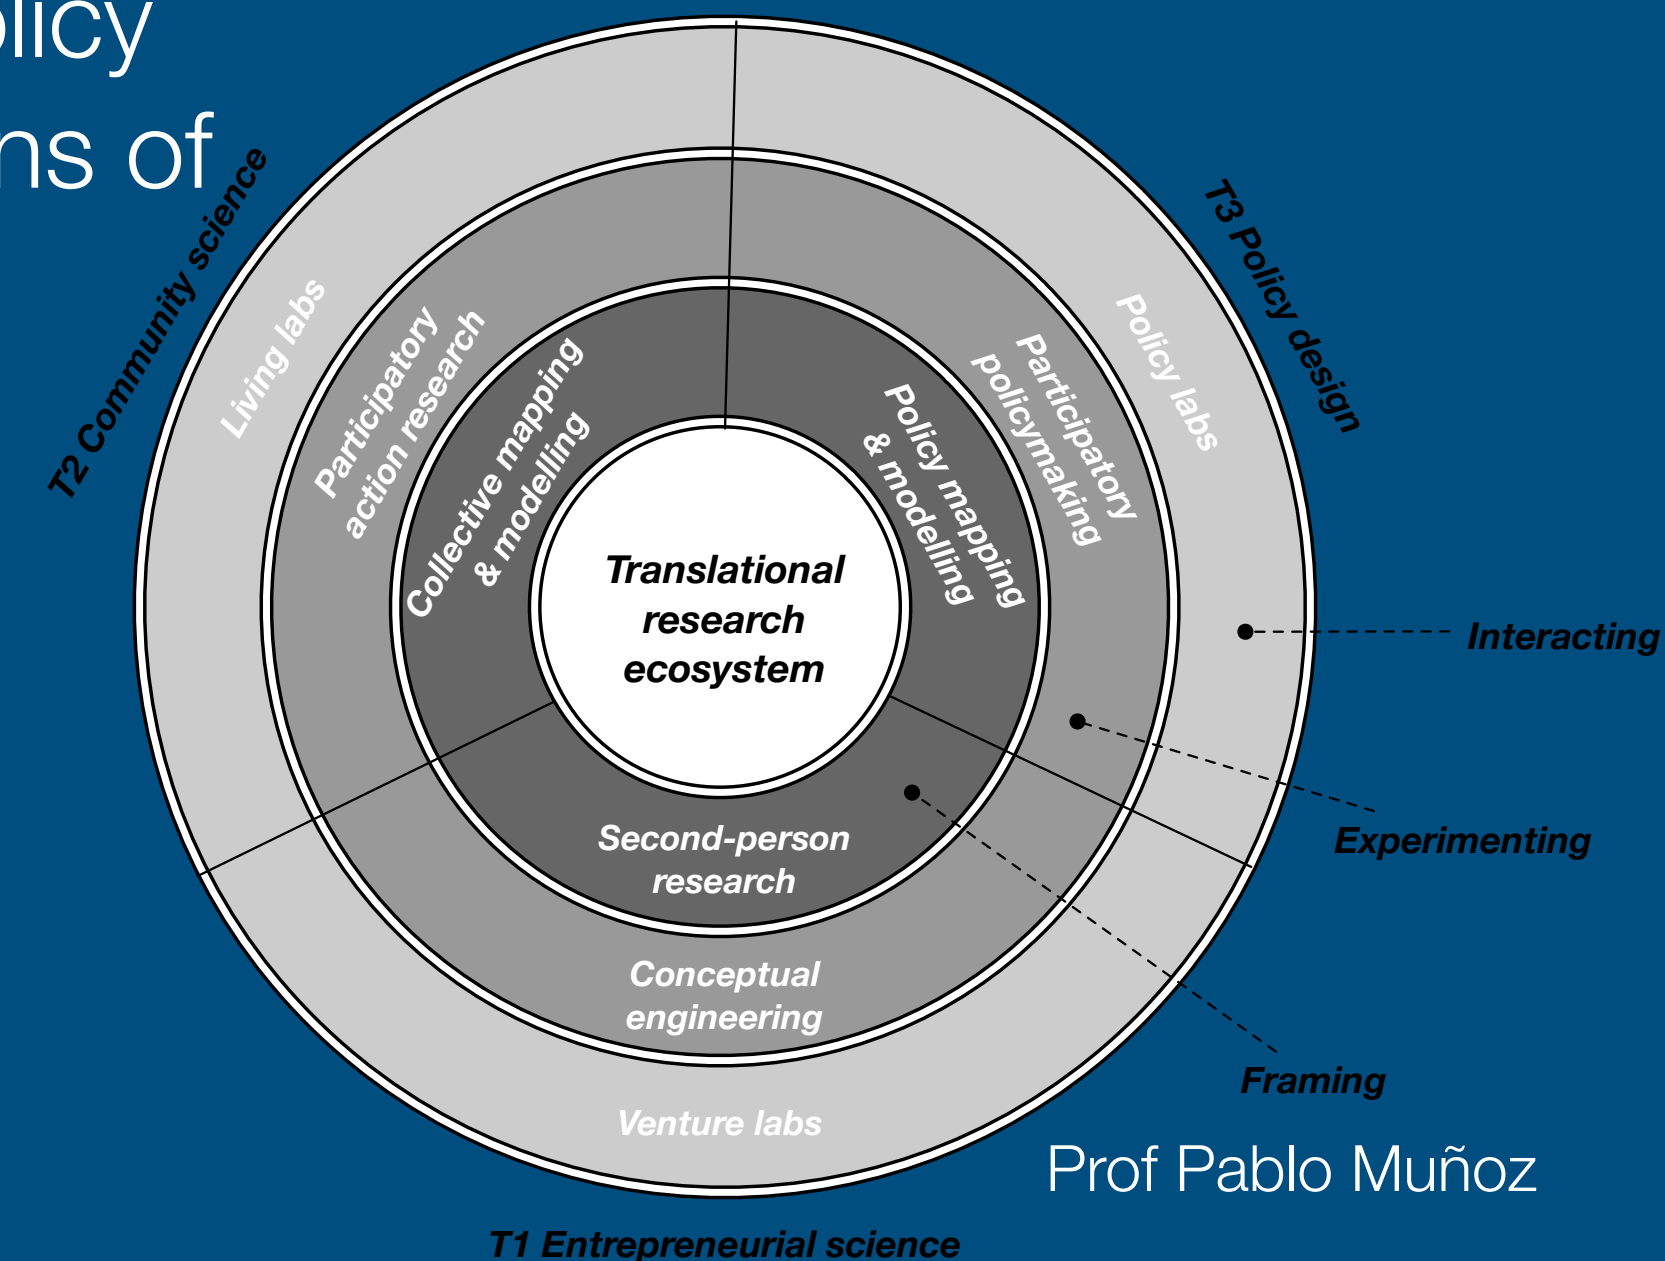 olicy
ns of
T2 Community science
Living labs
Participatory
action research
Collective mapping
& modelling
T3 Policy design
Policy labs
Participatory
policymaking
Policy mapping
& modelling
Translational
research
ecosystem
Interacting
Experimenting
Framing
Second-person
research
Conceptual
engineering
Venture labs
Prof Pablo Muñoz
T1 Entrepreneurial science